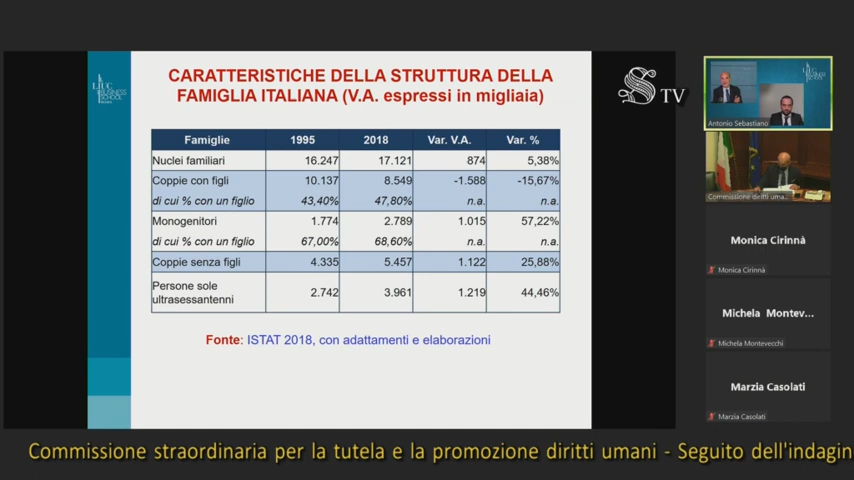 CARATTERISTICHE DELLA STRUTTURA DELLA
FAMIGLIA ITALIANA (V.A. espressi in migliaia)
LIUC
BUSINESS
SCHOOL
TV
Famiglie 1995 2018 Var. V.A. Var. %
Nuclei familiari 16.247 17.121 874 5,38%
Coppie con figli 10.137 8.549 -1.588 -15,67%
di cui % con un figlio 43,40% 47,80% n.a. n.a.
Monogenitori 1.774 2.789 1.015 57,22%
di cui % con un figlio 67,00% 68,60% n.a. n.a.
Coppie senza figli 4.335 5.457 1.122 25,88%
Persone sole
ultrasessantenni 2.742 3.961 1.219 44,46%
Fonte: ISTAT 2018, con adattamenti e elaborazioni
Antonio Sebastiano
Commissione diritti uma...
Monica Cirinnà
Monica Cirinnà
Michela Montev...
Michela Montevecchi
Marzia Casolati
Marzia Casolati
Commissione straordinaria per la tutela e la promozione diritti umani - Seguito dell'indagin